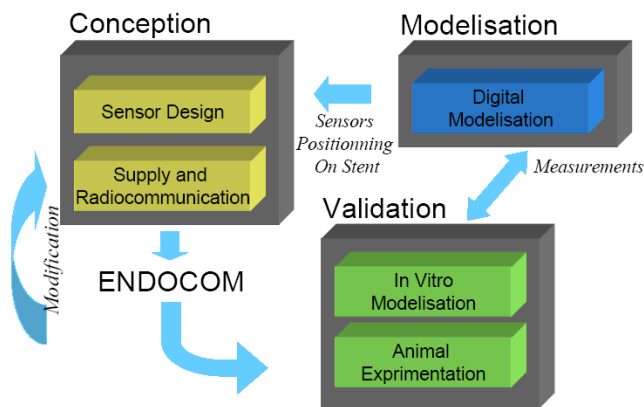 Conception
Sensor Design
Supply and
Radiocommunication
Modelisation
Digital
Modelisation
Sensors
Positionning
On Stent
Measurements
Modification
ENDOCOM
Validation
In Vitro
Modelisation
Animal
Exprimentation